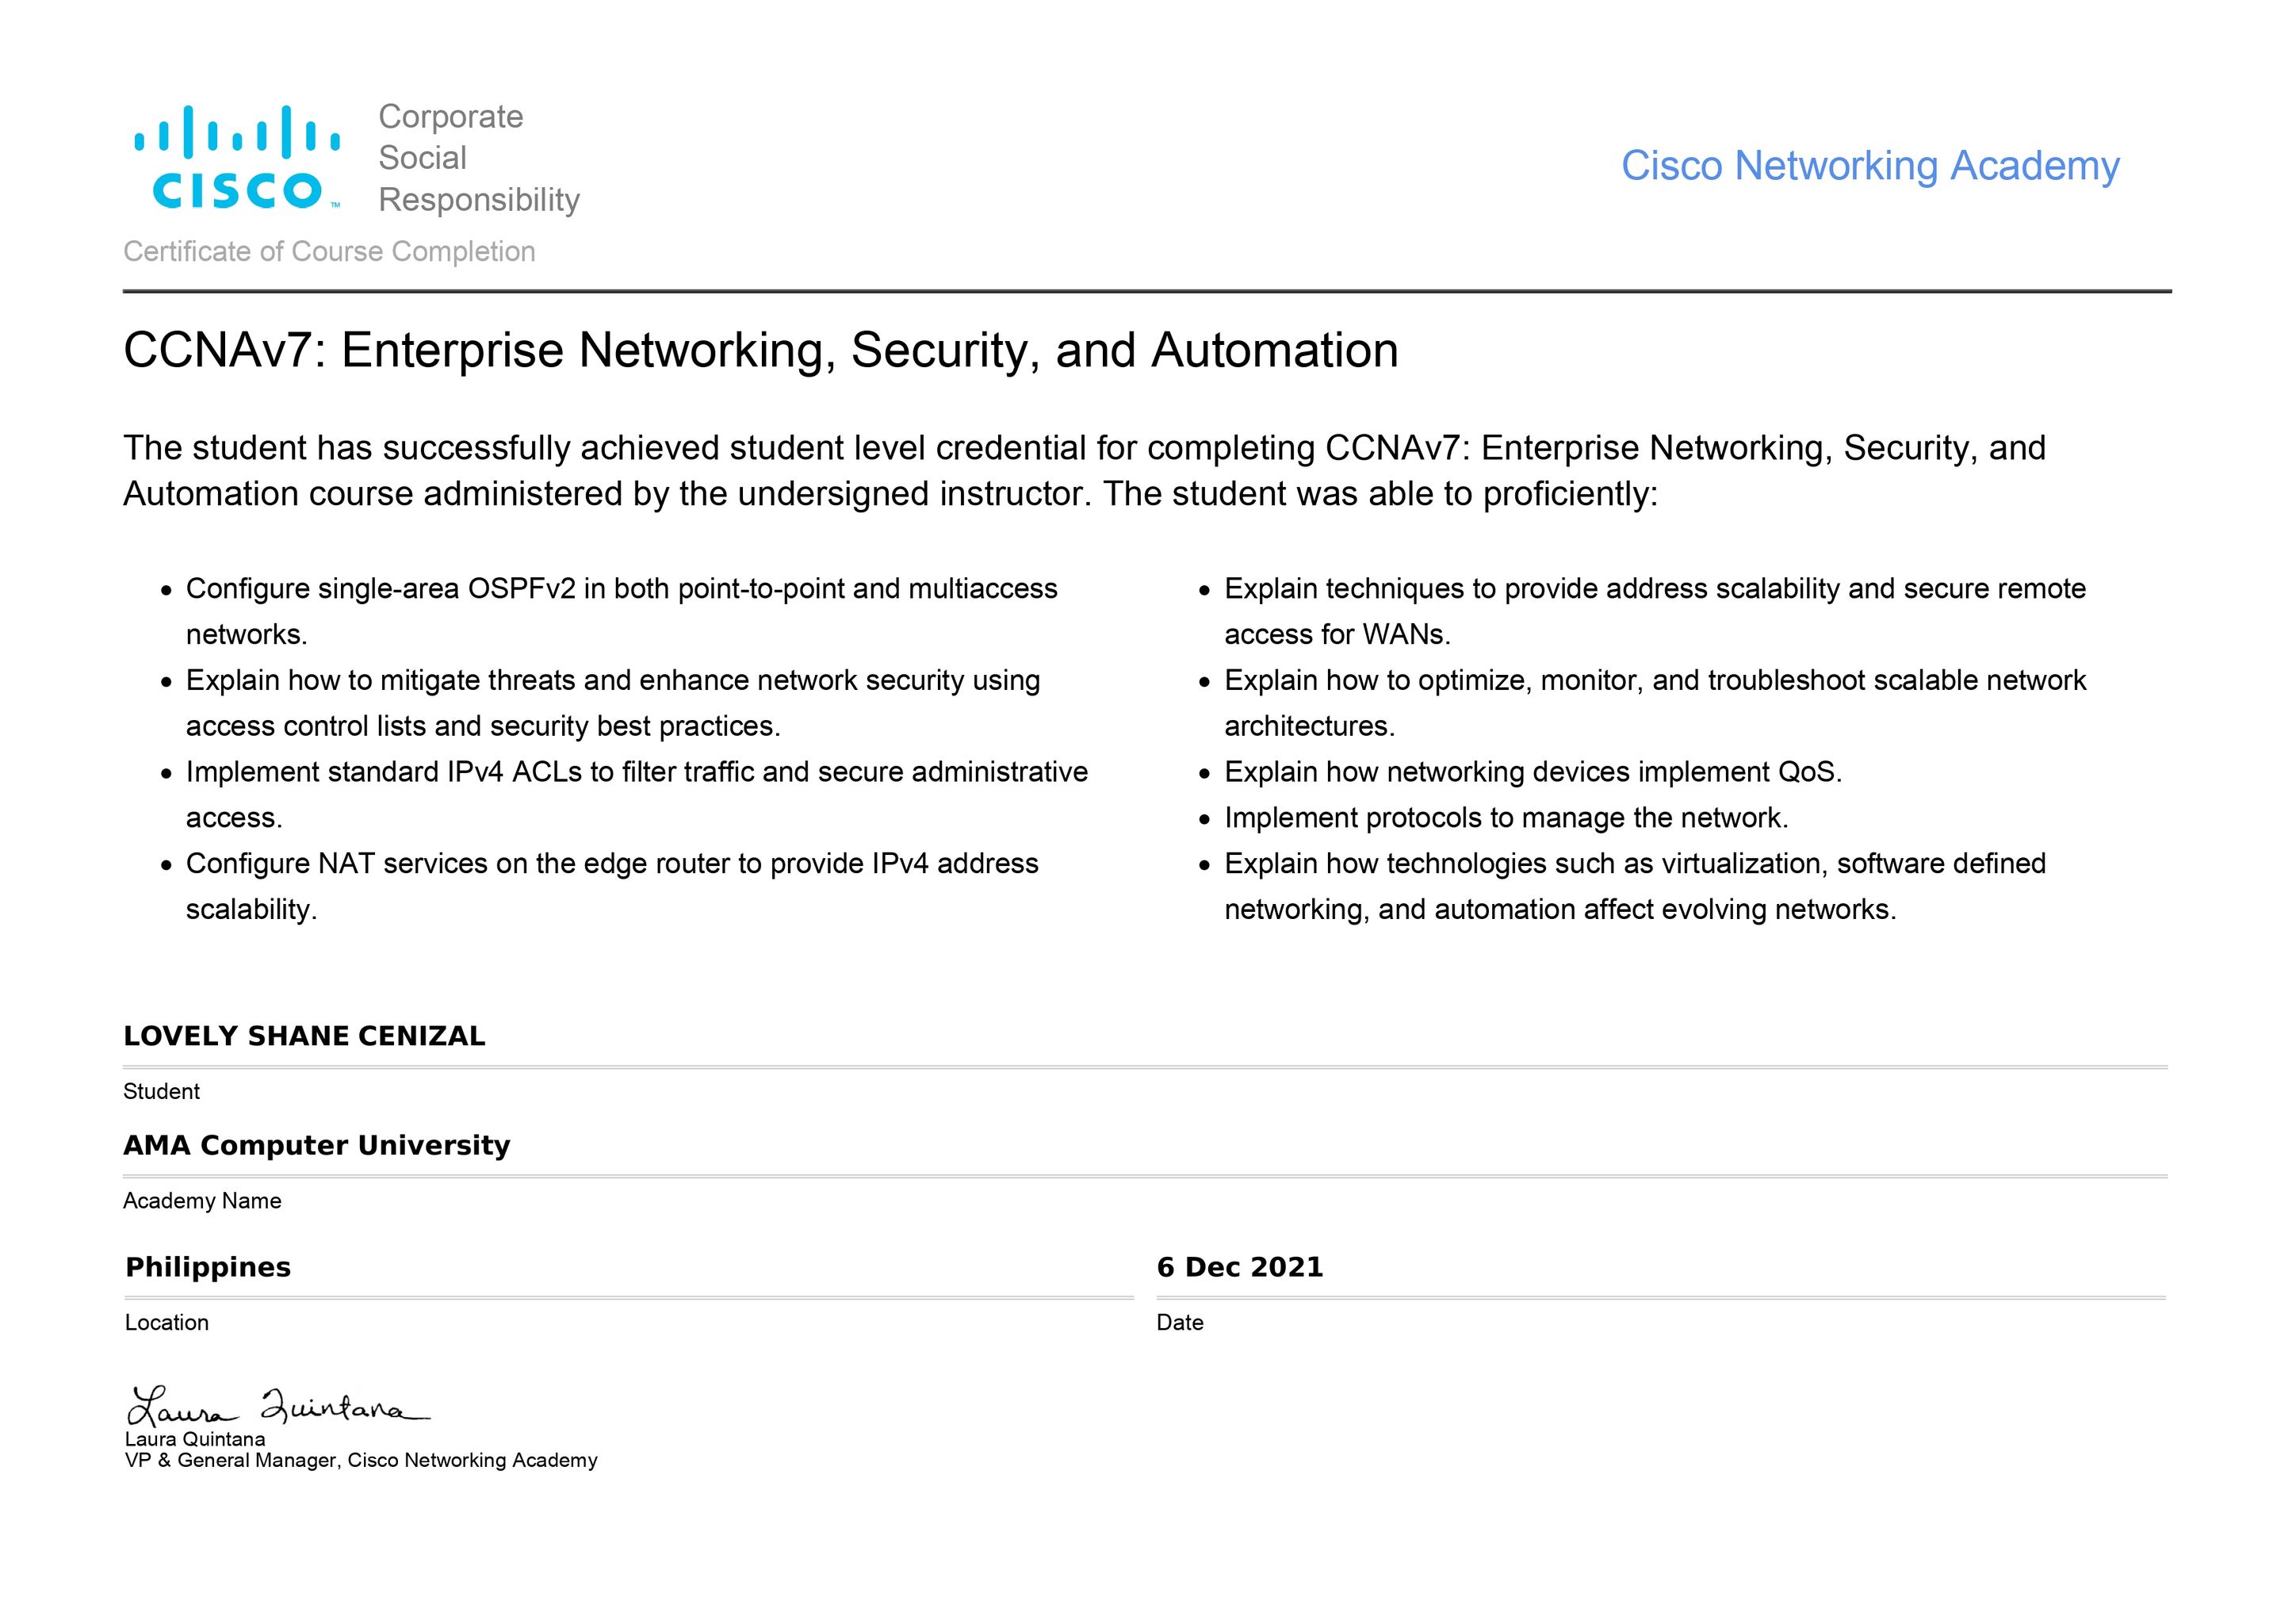 Corporate
Social
Responsibility
CISCO™
Cisco Networking Academy
Certificate of Course Completion
CCNAv7: Enterprise Networking, Security, and Automation
The student has successfully achieved student level credential for completing CCNAv7: Enterprise Networking, Security, and
Automation course administered by the undersigned instructor. The student was able to proficiently:
• Configure single-area OSPFv2 in both point-to-point and multiaccess
networks.
• Explain how to mitigate threats and enhance network security using
access control lists and security best practices.
• Implement standard IPv4 ACLs to filter traffic and secure administrative
access.
• Configure NAT services on the edge router to provide IPv4 address
scalability.
• Explain techniques to provide address scalability and secure remote
access for WANs.
• Explain how to optimize, monitor, and troubleshoot scalable network
architectures.
• Explain how networking devices implement QoS.
• Implement protocols to manage the network.
• Explain how technologies such as virtualization, software defined
networking, and automation affect evolving networks.
LOVELY SHANE CENIZAL
Student
AMA Computer University
Academy Name
Philippines
Location
6 Dec 2021
Date
Laura Quintana
Laura Quintana
VP & General Manager, Cisco Networking Academy